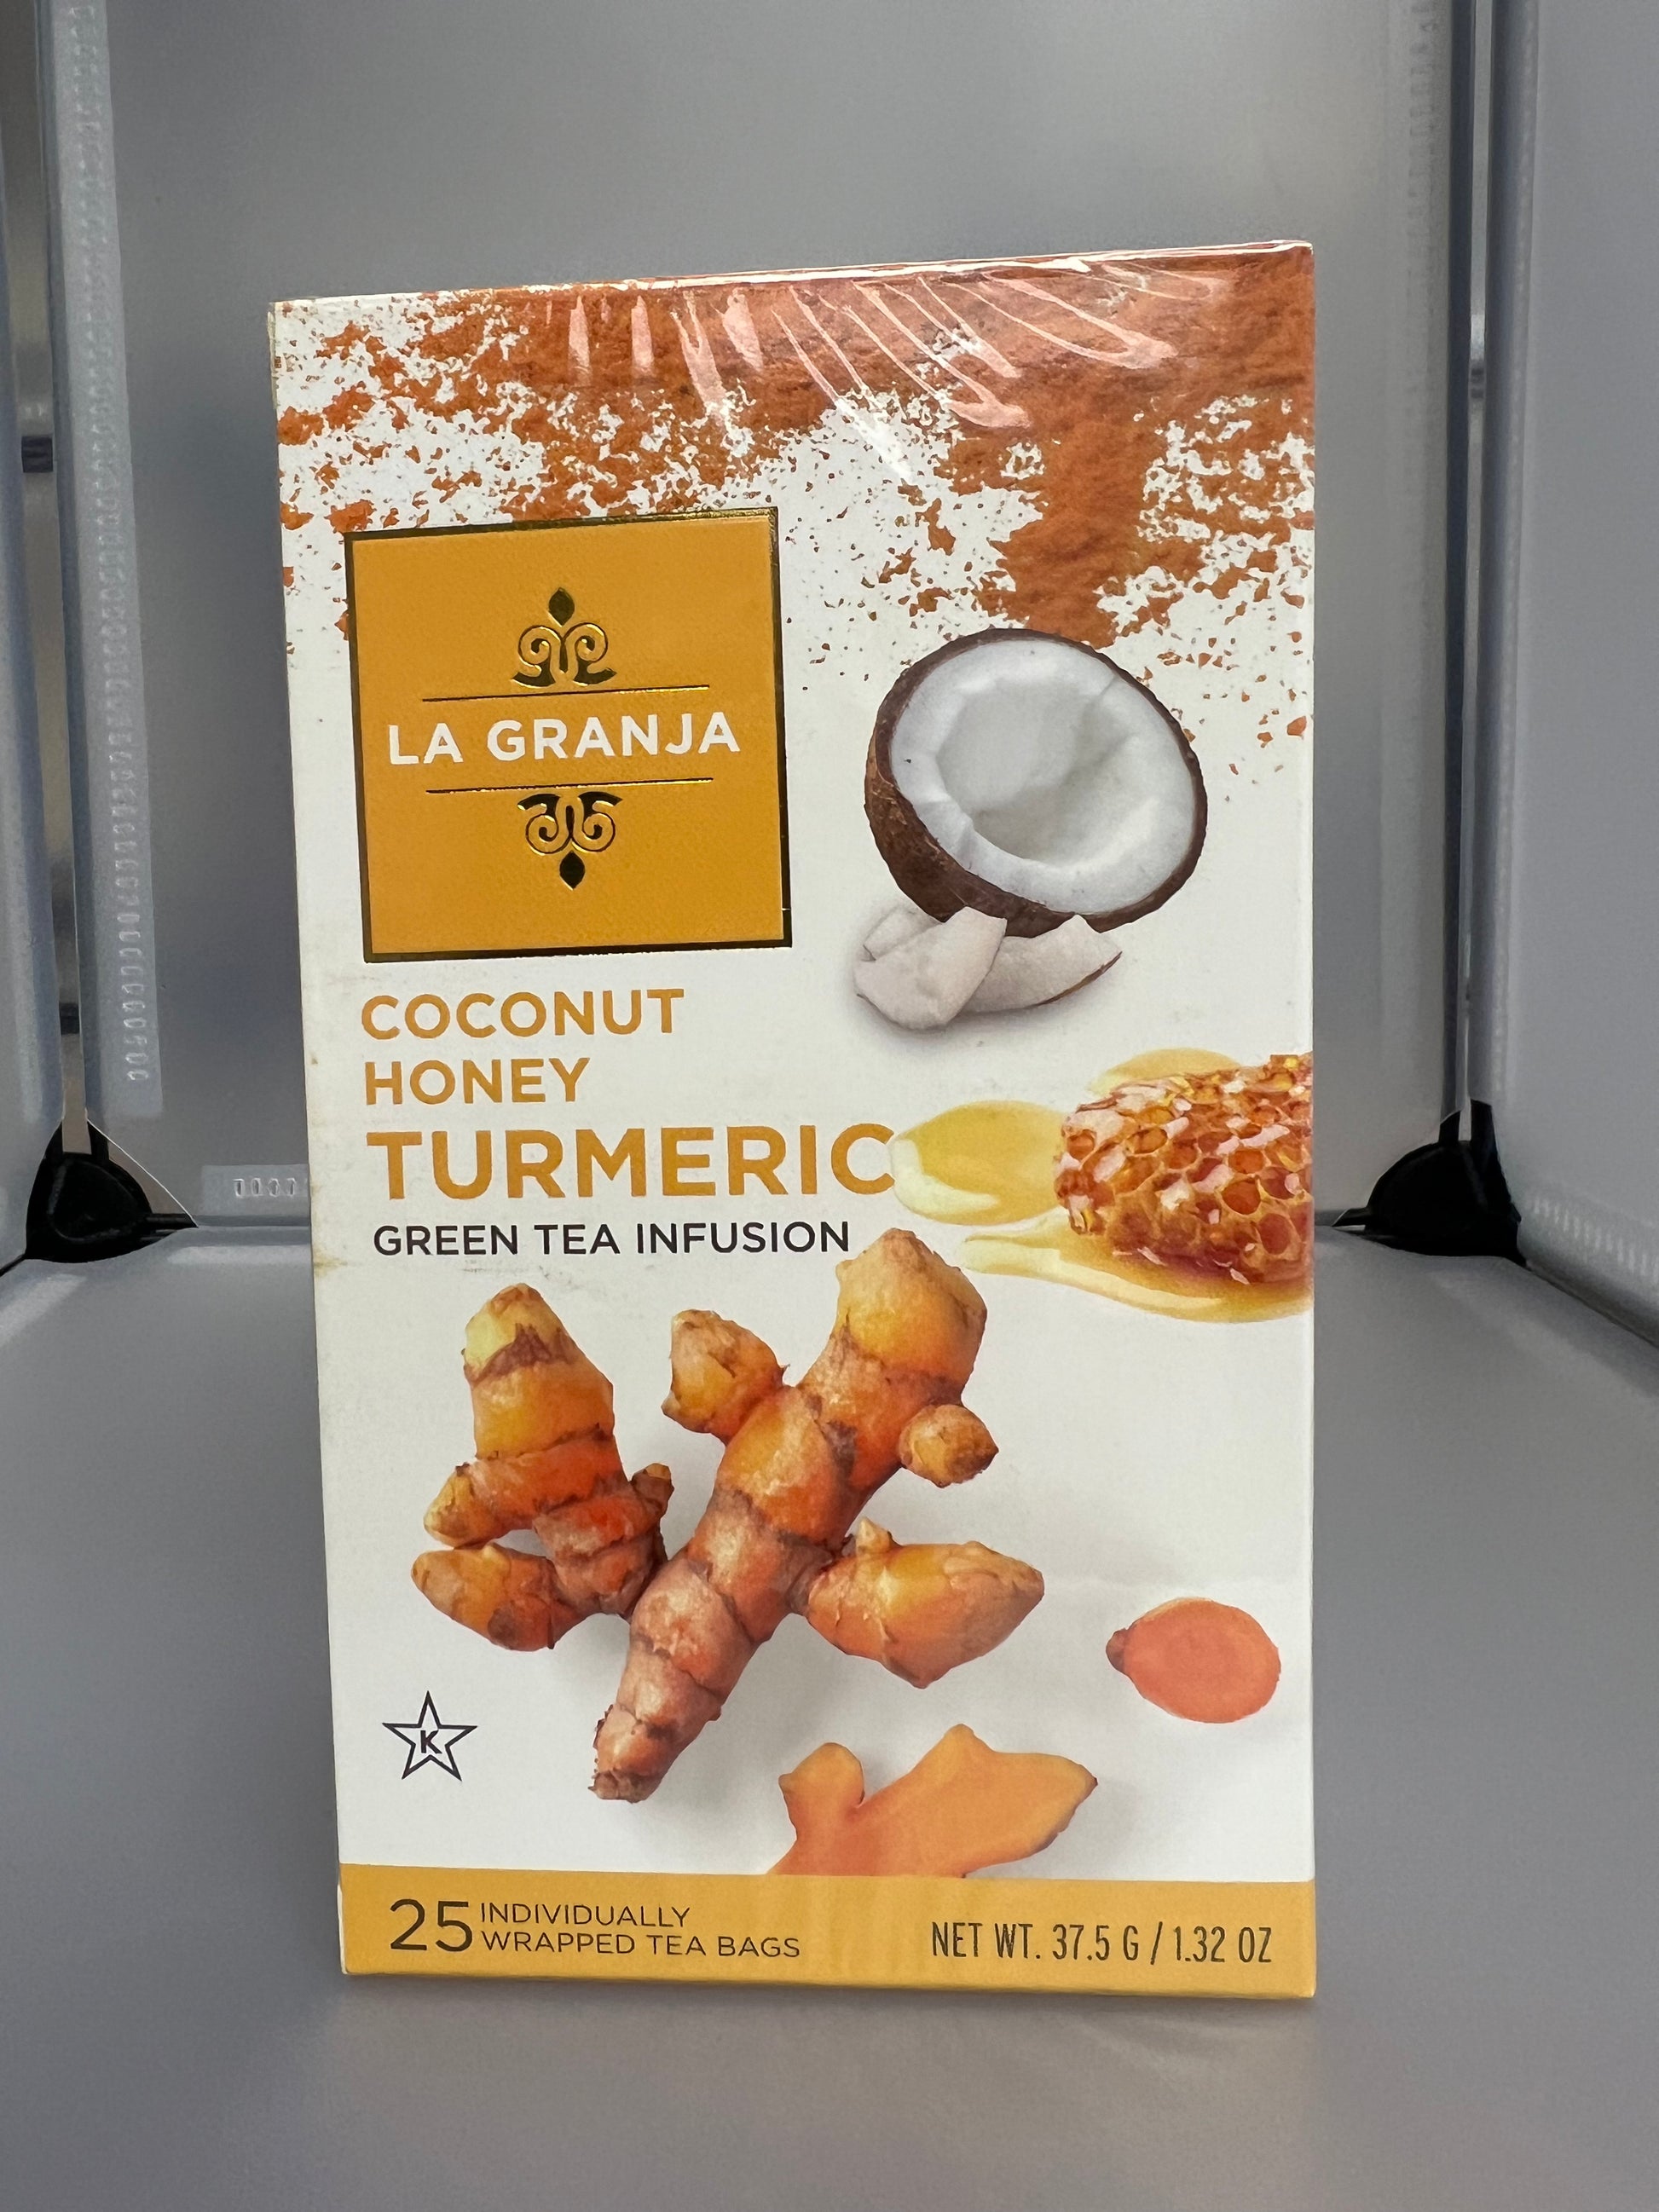 LA GRANJA
COCONUT
HONEY
TURMERIC
GREEN TEA INFUSION
K
25 INDIVIDUALLY
WRAPPED TEA BAGS
NET WT. 37.5 G / 1.32 OZ